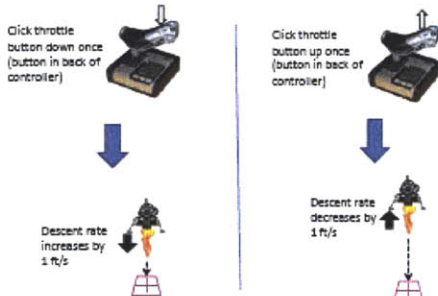 Click throttle
button down once
(button in back of
controller)
Descent rate
increases by
1 ft/s
Click throttle
button up once
(button in back of
controller)
Descent rate
decreases by
1 ft/s